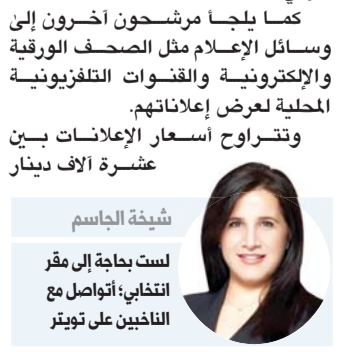 كما يلجأ مرشحون آخرون إلى
وسائل الإعلام مثل الصحف الورقية
والإلكترونية والقنوات التلفزيونية
المحلية لعرض إعلاناتهم.
وتتراوح أسعار الإعلانات بين
عشرة آلاف دينار
شيخة الجاسم
لست بحاجة إلى مقر
انتخابي؛ أتواصل مع
الناخبين على تويتر